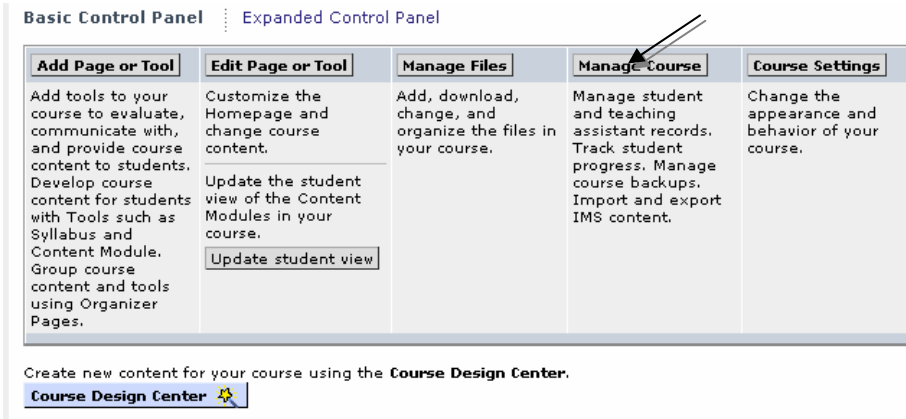 Basic Control Panel Expanded Control Panel
Add Page or Tool
Add tools to your
course to evaluate,
communicate with,
and provide course
content to students.
Develop course
content for students
with Tools such as
Syllabus and
Content Module.
Group course
content and tools
using Organizer
Pages.
Edit Page or Tool
Customize the
Homepage and
change course
content.
Update the student
view of the Content
Modules in your
course.
Update student view
Manage Files
Add, download,
change, and
organize the files in
your course.
Manage Course
Manage student
and teaching
assistant records.
Track student
progress. Manage
course backups.
Import and export
IMS content.
Course Settings
Change the
appearance and
behavior of your
course.
Create new content for your course using the Course Design Center.
Course Design Center